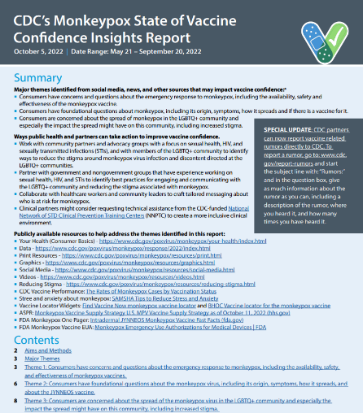 CDC's Monkeypox State of Vaccine
Confidence Insights Report
October 5, 2022 | Date Range: May 21 – September 20, 2022
Summary
Major themes identified from social media, news, and other sources that may impact vaccine confidence:
• Consumers have concerns and questions about the emergency response to monkeypox, including the availability, safety and
effectiveness of the monkeypox vaccine.
• Consumers have foundational questions about monkeypox, including its origin, symptoms, how it spreads and if there is a vaccine for it.
• Consumers are concerned about the spread of monkeypox in the LGBTQ+ community and
especially the impact the spread might have on this community, including increased stigma.
Ways public health and partners can take action to improve vaccine confidence.
• Work with community partners and advocacy groups with a focus on sexual health, HIV, and
sexually transmitted infections (STIs), and with members of the LGBTQ+ community to identify
ways to reduce the stigma around monkeypox virus infection and discontent directed at the
LGBTQ+ communities.
• Partner with government and nongovernment groups that have experience working on
sexual health, HIV, and STIs to identify best practices for engaging and communicating with
the LGBTQ+ community and reducing the stigma associated with monkeypox.
• Collaborate with healthcare workers and community leaders to craft tailored messaging about
who is at risk for monkeypox.
• Clinical partners might consider requesting technical assistance from the CDC-funded National
Network of STD Clinical Prevention Training Centers (NNPTC) to create a more inclusive clinical
environment.
SPECIAL UPDATE: CDC partners
can now report vaccine related
rumors directly to CDC. To
report a rumor, go to: www.cdc.
gov/report-rumors and start
the subject line with "Rumors:"
and in the question box, give
as much information about the
rumor as you can, including a
description of the rumor, where
you heard it, and how many
times you have heard it.
Publicly available resources to help address the themes identified in this report:
• Your Health (Consumer Basics) - https://www.cdc.gov/poxvirus/monkeypox/your-health/index.html
• Data - https://www.cdc.gov/poxvirus/monkeypox/response/2022/index.html
• Print Resources - https://www.cdc.gov/poxvirus/monkeypox/resources/print.html
• Graphics - https://www.cdc.gov/poxvirus/monkeypox/resources/graphics.html
• Social Media - https://www.cdc.gov/poxvirus/monkeypox/resources/social-media.html
• Videos - https://www.cdc.gov/poxvirus/monkeypox/resources/videos.html
• Reducing Stigma - https://www.cdc.gov/poxvirus/monkeypox/resources/reducing-stigma.html
• CDC Vaccine Performance: The Rates of Monkeypox Cases by Vaccination Status
• Stress and anxiety about monkeypox: SAMSHA Tips to Reduce Stress and Anxiety
• Vaccine Locator Widgets: Find Vaccine Now monkeypox vaccine locator and BHOC Vaccine locator for the monkeypox vaccine
• ASPR: Monkeypox Vaccine Supply Strategy U.S. MPV Vaccine Supply Strategy as of October 11, 2022 (hhs.gov)
• FDA Monkeypox One Pager: Intradermal JYNNEOS Monkeypox Vaccine Fast Facts (fda.gov)
• FDA Monkeypox Vaccine EUA: Monkeypox Emergency Use Authorizations for Medical Devices | FDA
Contents
2 Aims and Methods
3 Major Themes
3 Theme 1: Consumers have concerns and questions about the emergency response to monkeypox, including the availability, safety,
and effectiveness of monkeypox vaccines.
6 Theme 2: Consumers have foundational questions about the monkeypox virus, including its origin, symptoms, how it spreads, and
about the JYNNEOS vaccine.
8 Theme 3: Consumers are concerned about the spread of the monkeypox virus in the LGBTQ+ community and especially the
impact the spread might have on this community, including increased stigma.